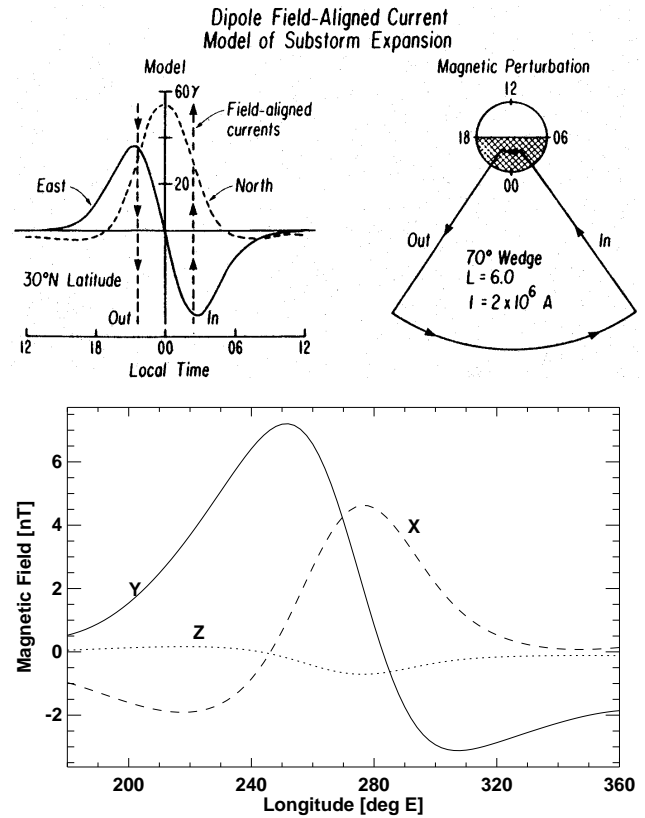 Dipole Field-Aligned Current
Model of Substorm Expansion
Model
60γ
Field-aligned
currents
East
20
North
30°N Latitude
Out
In
12 18 00 06 12
Local Time
Magnetic Perturbation
12
18 06
00
Out
In
70° Wedge
L = 6.0
I = 2 x 10⁶ A
Magnetic Field [nT]
6
4
2
0
-2
Y
X
Z
200 240 280 320 360
Longitude [deg E]